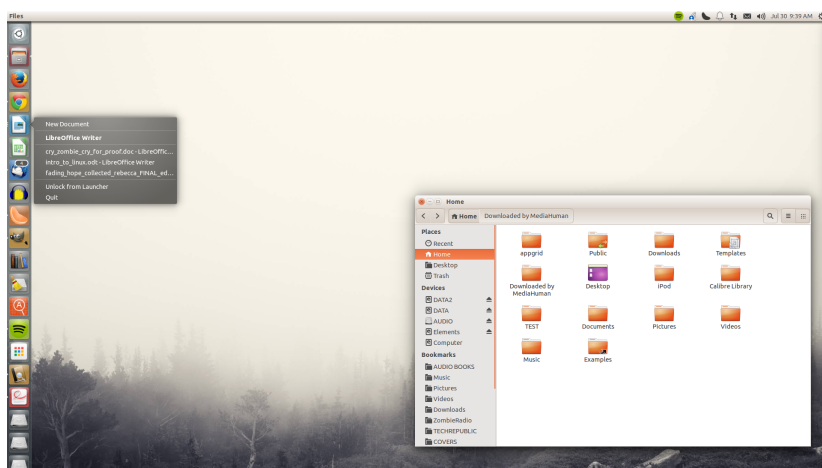 Files
Jul 30 9:39 AM
New Document
LibreOffice Writer
cry_zombie_cry_for_proof.doc - LibreOffic...
intro_to_linux.odt - LibreOffice Writer
fading_hope_collected_rebecca_FINAL_ed...
Unlock from Launcher
Quit
Home
Home Downloaded by MediaHuman
Places
Recent
Home
Desktop
Trash
Devices
DATA2
DATA
AUDIO
Elements
Computer
Bookmarks
AUDIO BOOKS
Music
Pictures
Videos
Downloads
ZombieRadio
TECHREPUBLIC
COVERS
appgrid Public Downloads Templates
Downloaded by
MediaHuman
Desktop iPod Calibre Library
TEST Documents Pictures Videos
Music Examples